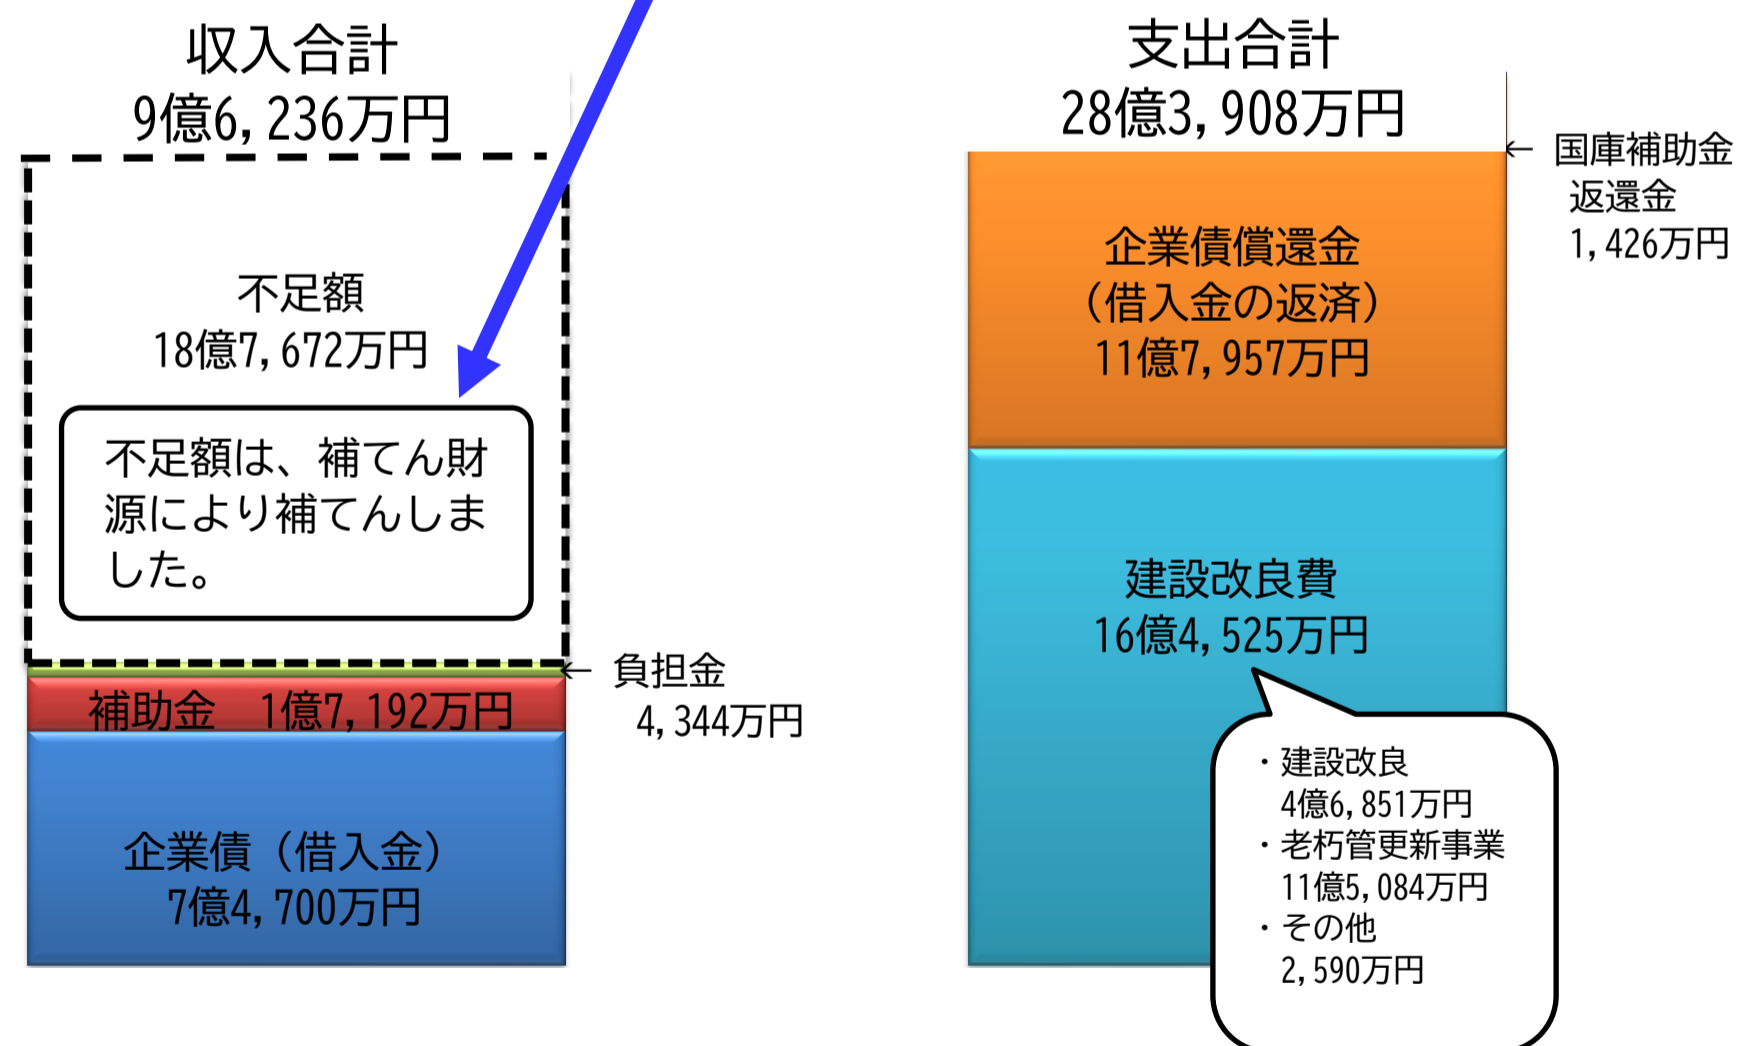 収入合計
9億6,236万円
不足額
18億7,672万円
不足額は、補てん財
源により補てんしま
した。
← 負担金
4,344万円
補助金　1億7,192万円
企業債（借入金）
7億4,700万円
支出合計
28億3,908万円
← 国庫補助金
返還金
1,426万円
企業債償還金
（借入金の返済）
11億7,957万円
建設改良費
16億4,525万円
・建設改良
4億6,851万円
・老朽管更新事業
11億5,084万円
・その他
2,590万円